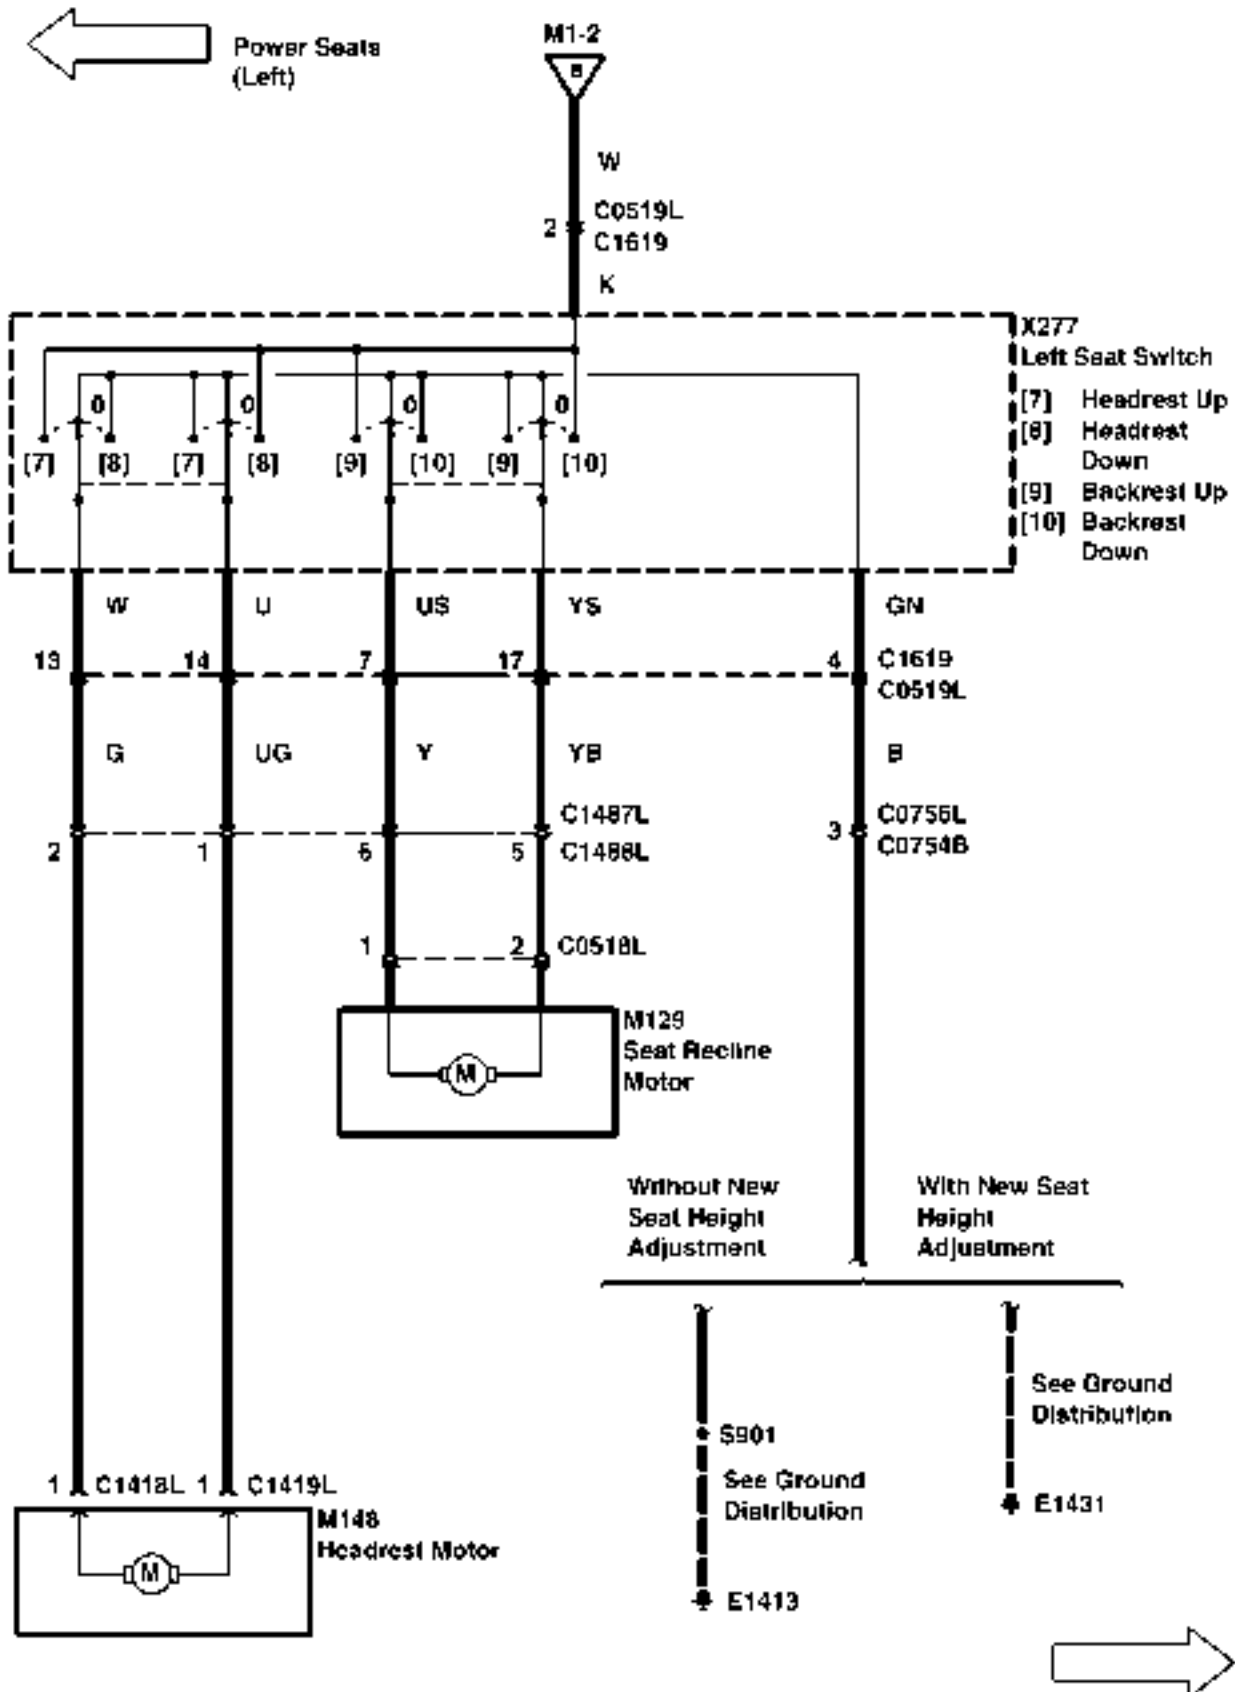 Power Seats
(Left)
M1-2
B
W
2
C0519L
C1619
K
X277
Left Seat Switch
[7] Headrest Up
[8] Headrest
Down
[9] Backrest Up
[10] Backrest
Down
0 0 0 0
[7] [8] [7] [8] [9] [10] [9] [10]
W U US YS GN
13 14 7 17 4 C1619
C0519L
G UG Y YB B
C1487L
C1486L
2 1 6 5
3 C0756L
C0754B
1 2 C0518L
M129
Seat Recline
Motor
M
Without New
Seat Height
Adjustment
With New Seat
Height
Adjustment
S901
See Ground
Distribution
E1413
See Ground
Distribution
E1431
1 C1418L 1 C1419L
M148
Headrest Motor
M